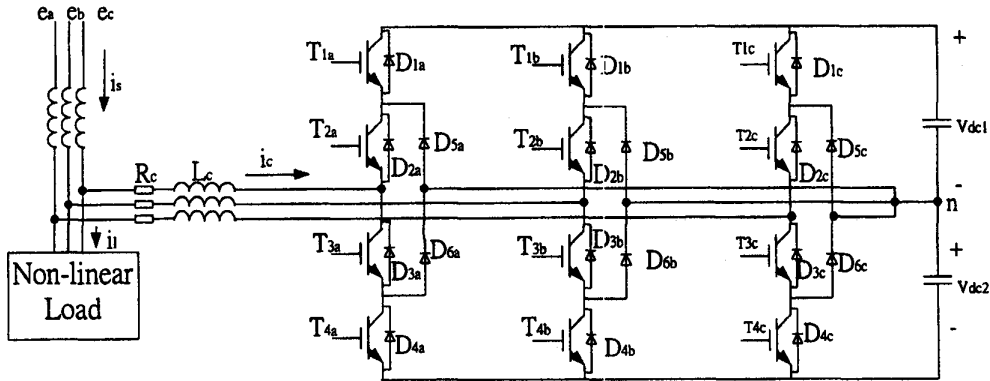 ea eb ec
is
Rc Lc ic
il
Non-linear
Load
T1a D1a
T2a D2a D5a
T3a D3a D6a
T4a D4a
T1b D1b
T2b D2b D5b
T3b D3b D6b
T4b D4b
T1c D1c
T2c D2c D5c
T3c D3c D6c
T4c D4c
+
Vdc1
-
n
+
Vdc2
-